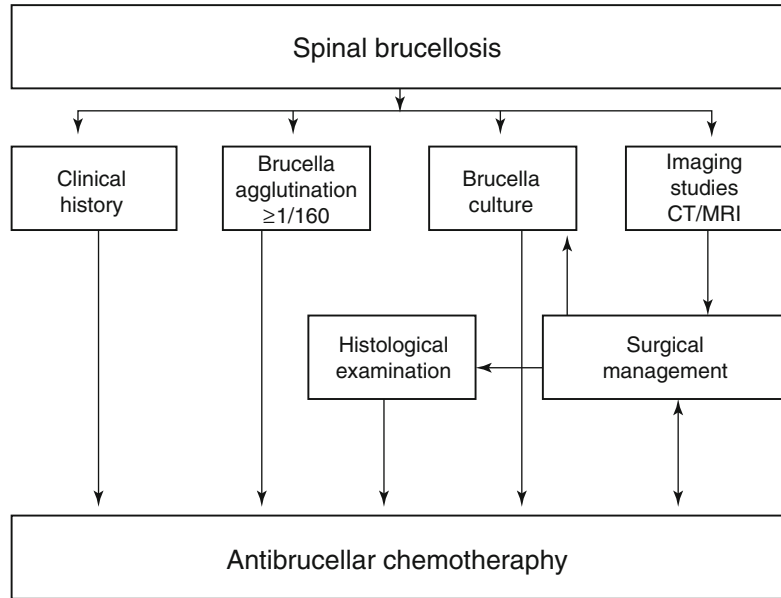 Spinal brucellosis
Clinical
history
Brucella
agglutination
≥1/160
Brucella
culture
Imaging
studies
CT/MRI
Histological
examination
Surgical
management
Antibrucellar chemotheraphy